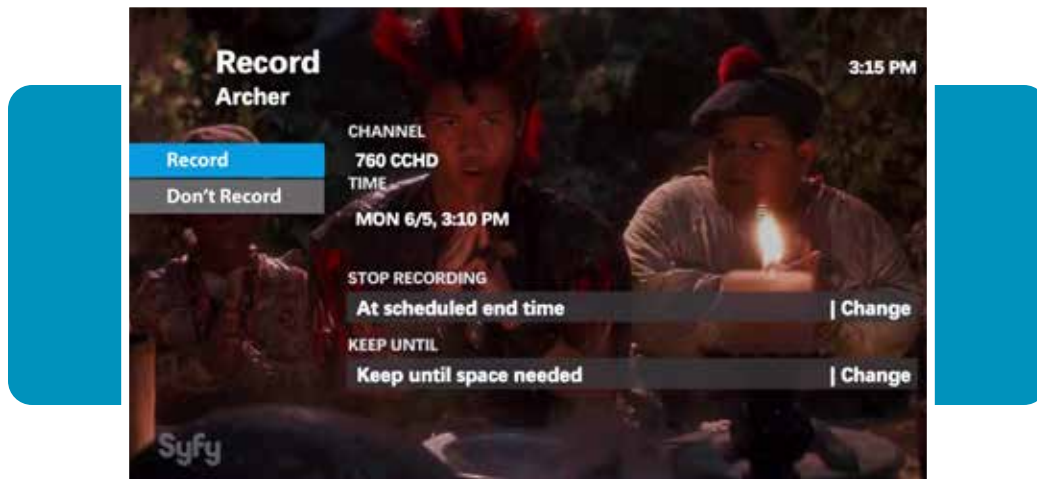 Record
Archer
3:15 PM
Record
Don't Record
CHANNEL
760 CCHD
TIME
MON 6/5, 3:10 PM
STOP RECORDING
At scheduled end time | Change
KEEP UNTIL
Keep until space needed | Change
Syfy